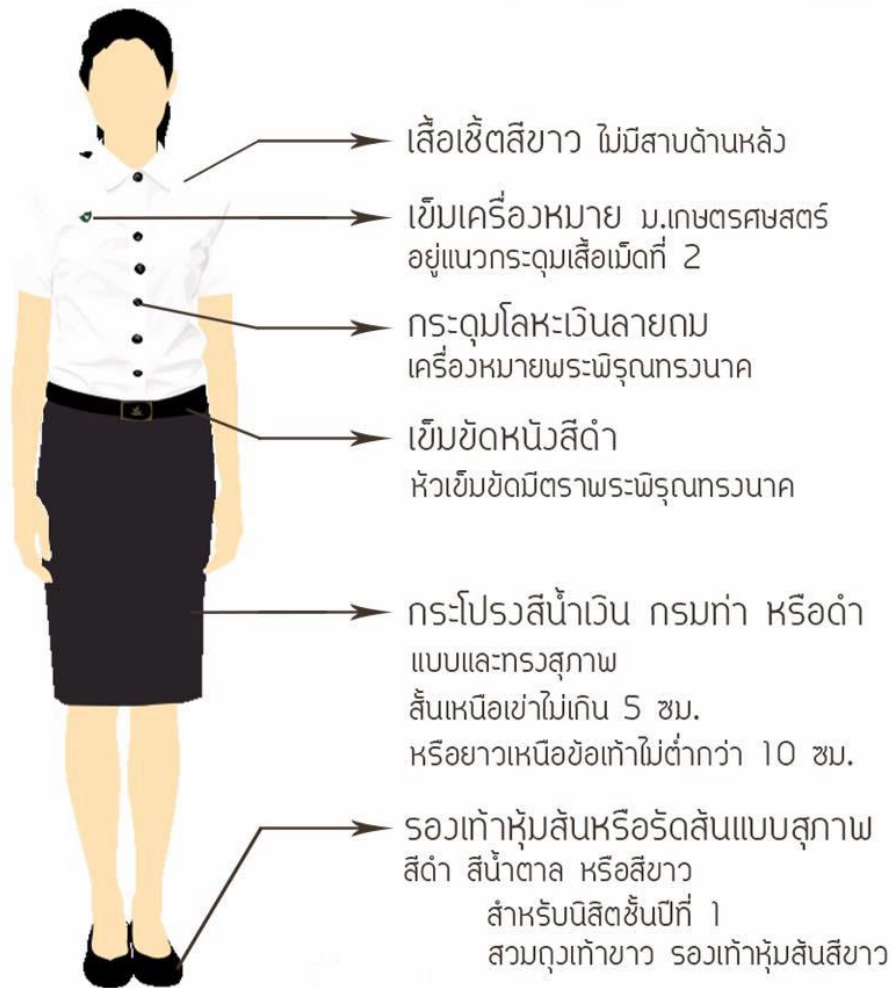 เสื้อเชิ้ตสีขาว ไม่มีสาบด้านหลัง
เข็มเครื่องหมาย ม.เกษตรศษสตร์
อยู่แนวกระดุมเสื้อเม็ดที่ 2
กระดุมโลหะเงินลายถม
เครื่องหมายพระพิรุณทรงนาค
เข็มขัดหนังสีดำ
หัวเข็มขัดมีตราพระพิรุณทรงนาค
กระโปรงสีน้ำเงิน กรมท่า หรือดำ
แบบและทรงสุภาพ
สั้นเหนือเข่าไม่เกิน 5 ซม.
หรือยาวเหนือข้อเท้าไม่ต่ำกว่า 10 ซม.
รองเท้าหุ้มส้นหรือรัดส้นแบบสุภาพ
สีดำ สีน้ำตาล หรือสีขาว
สำหรับนิสิตชั้นปีที่ 1
สวมถุงเท้าขาว รองเท้าหุ้มส้นสีขาว